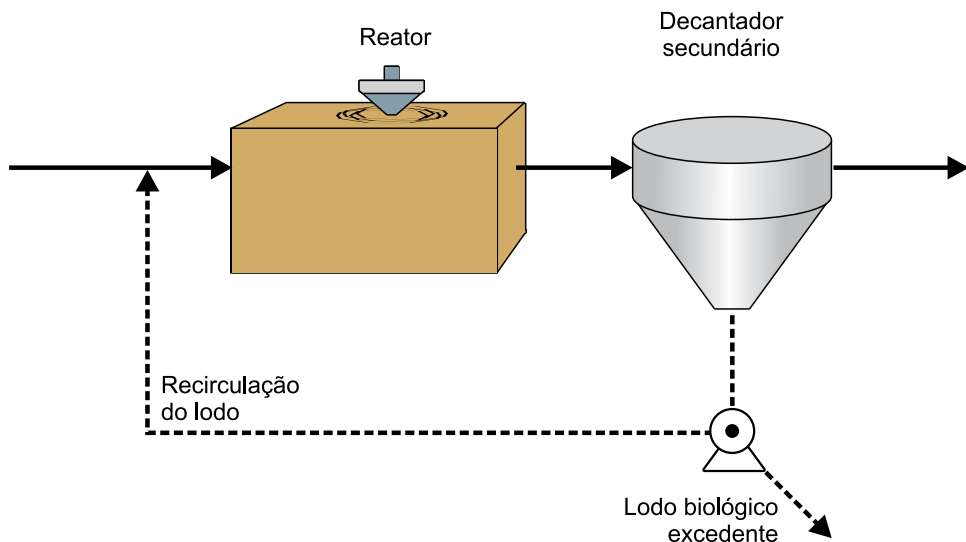 Reator
Decantador
secundário
Recirculação
do lodo
Lodo biológico
excedente